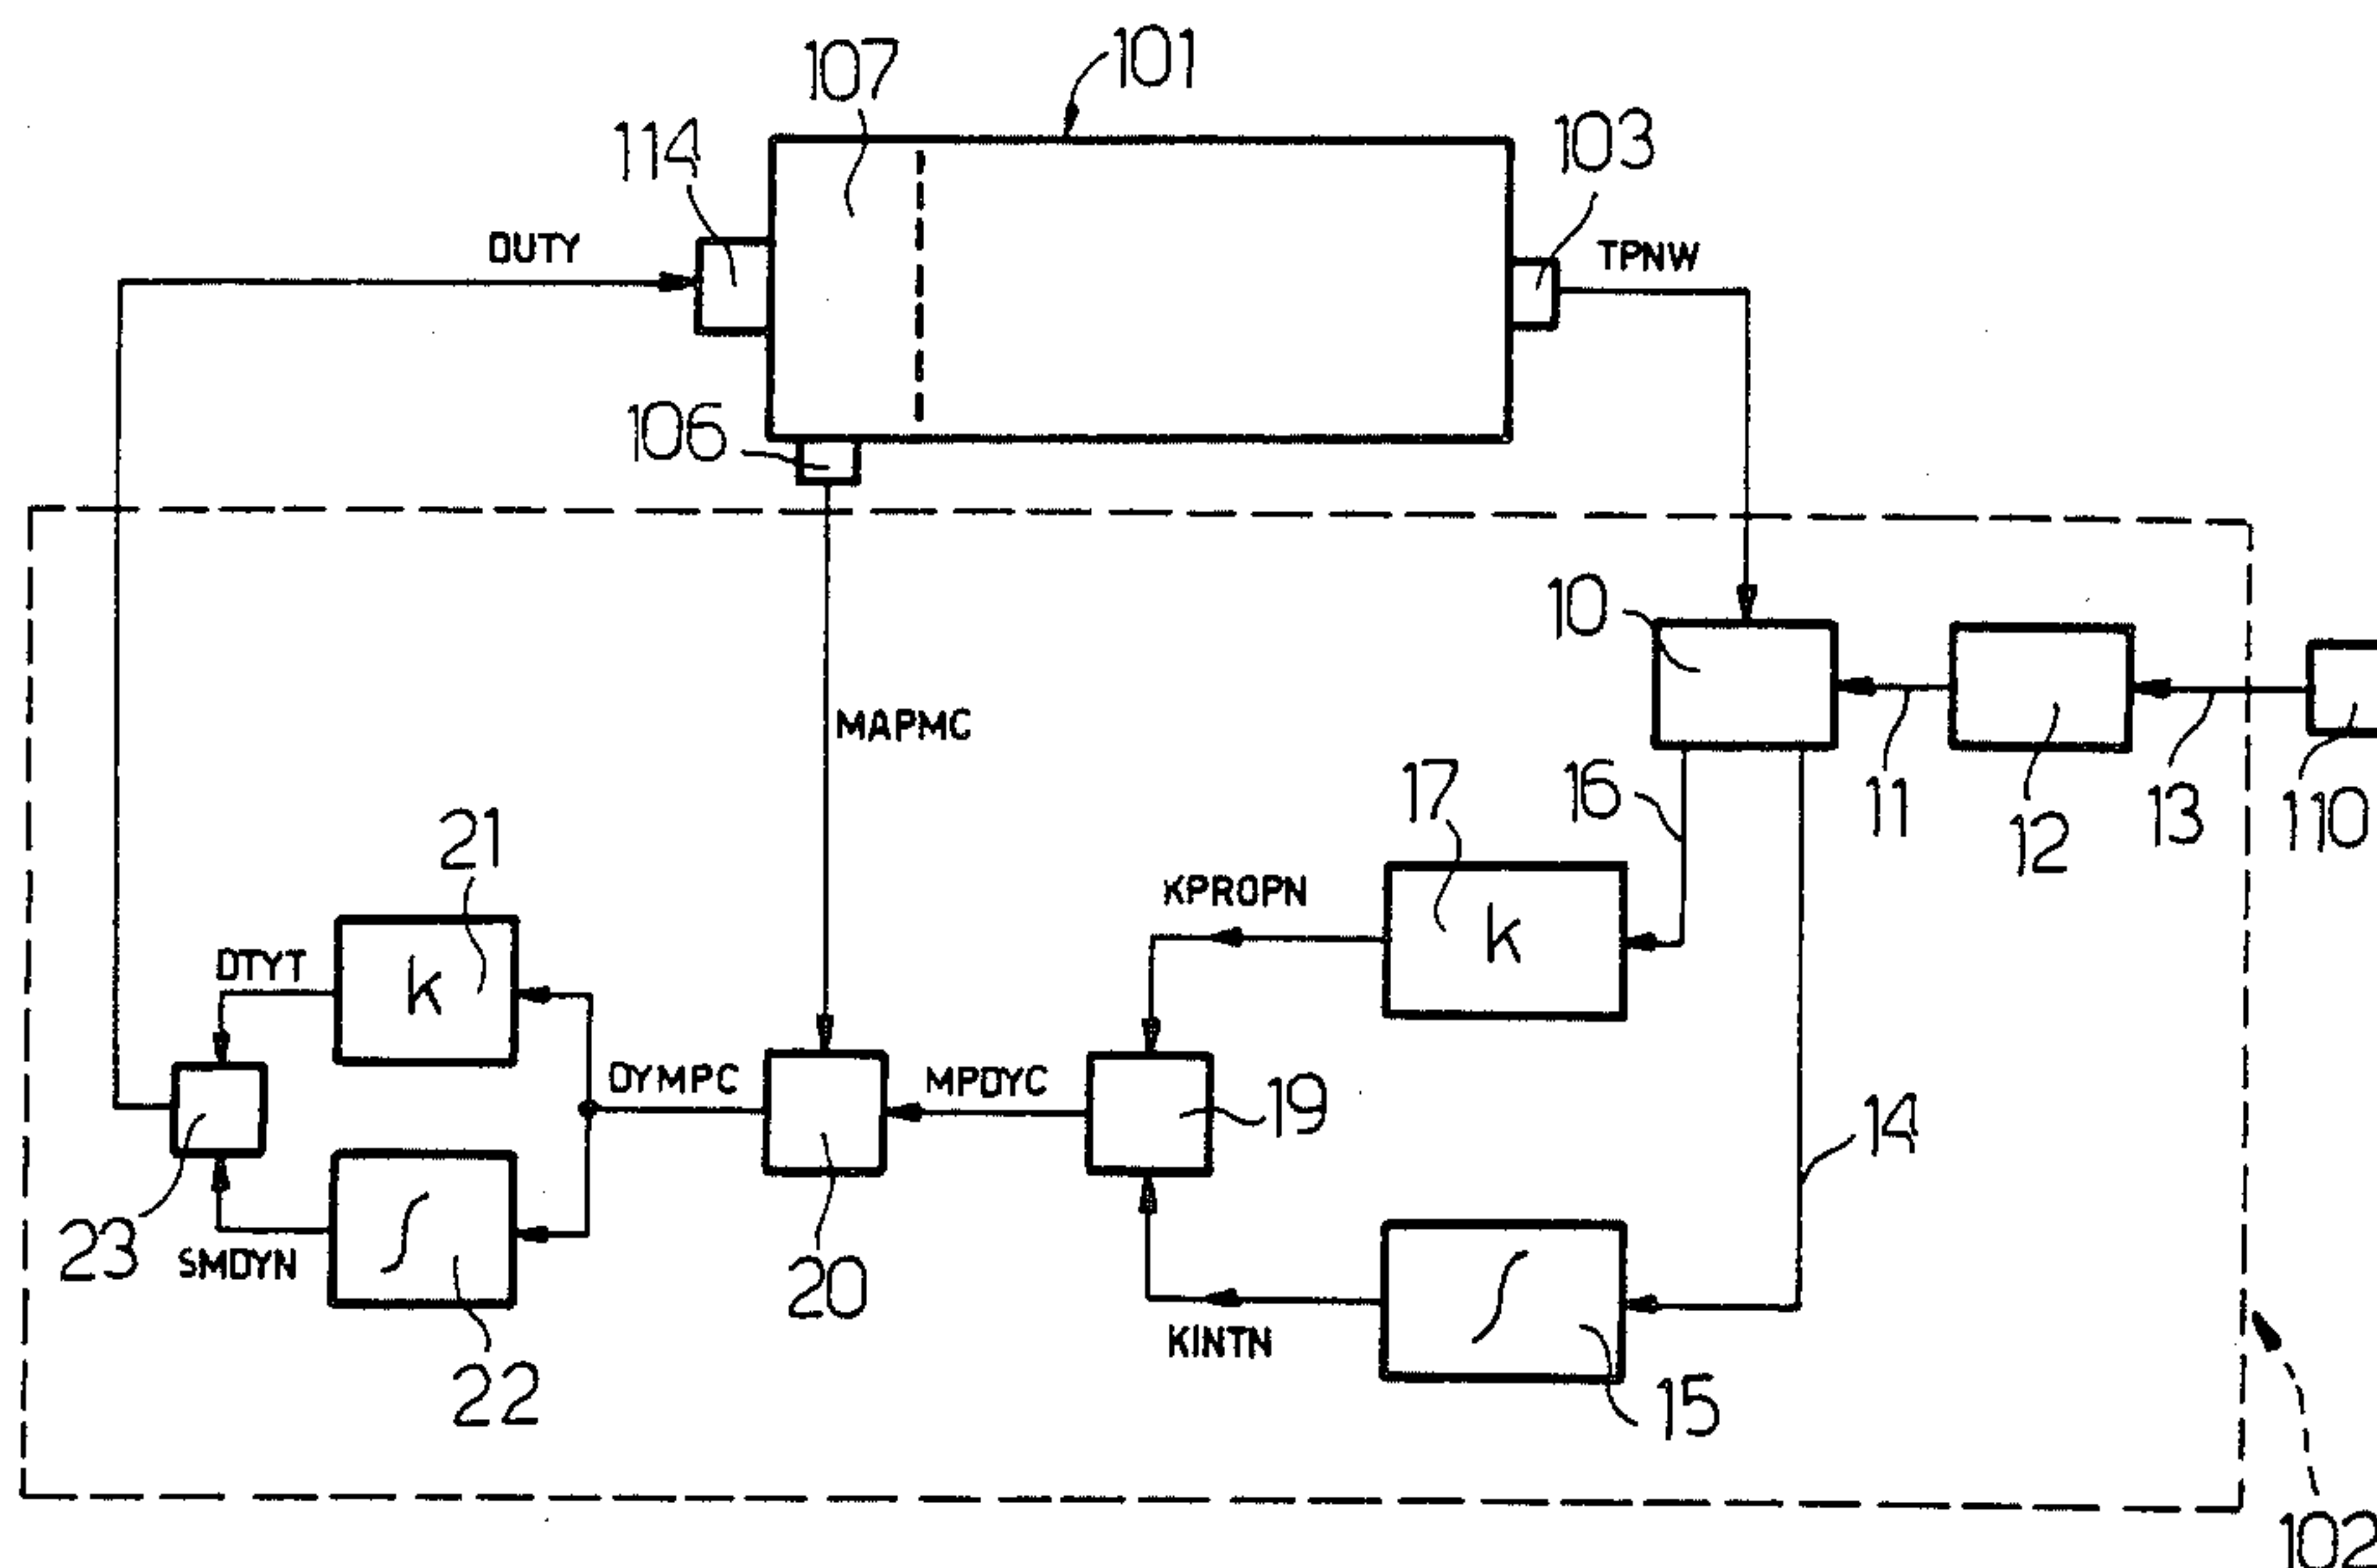 101
107
114
103
DUTY
TPNW
106
10
MAPMC
17
16
11
12
13
110
21
KPROPN
k
DTYT
k
DYMPC
MPDYC
19
14
23
SMDYN
20
22
KINTN
15
102